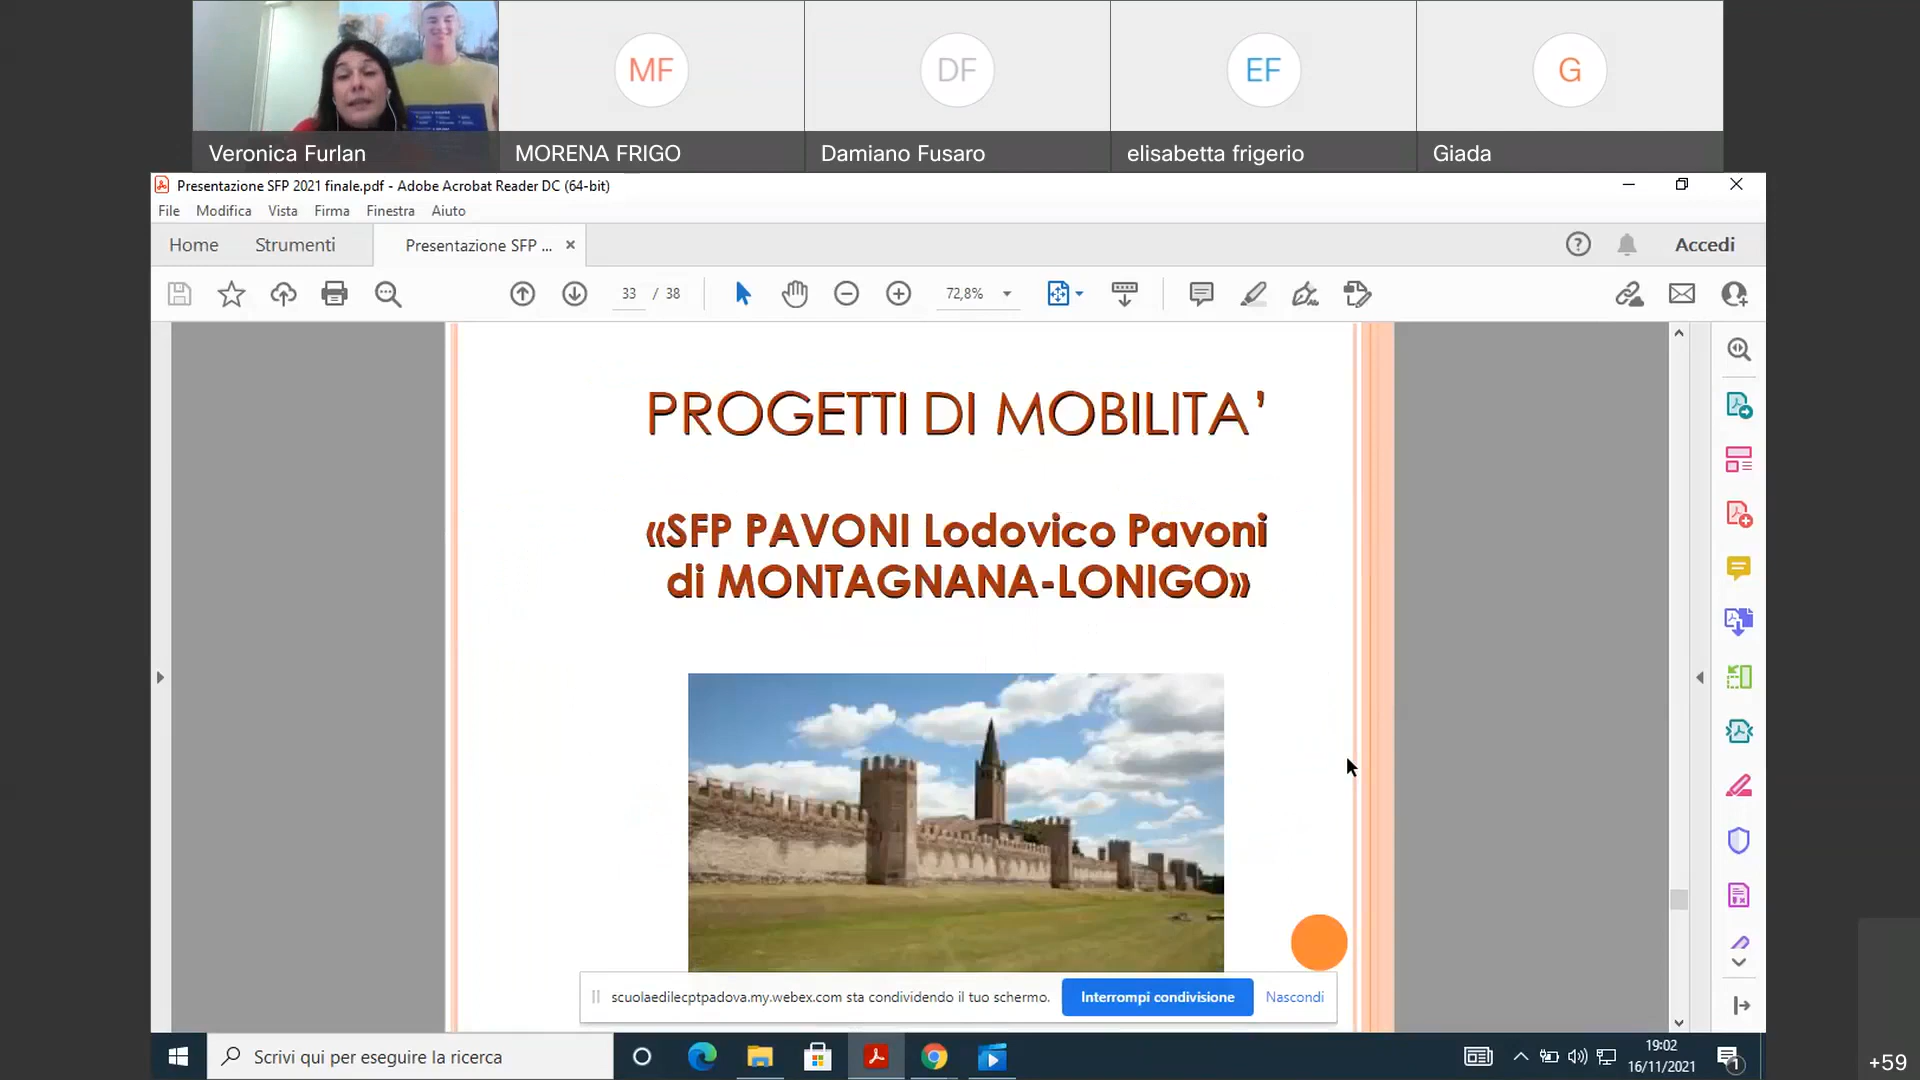 MF
DF
EF
G
Veronica Furlan
MORENA FRIGO
Damiano Fusaro
elisabetta frigerio
Giada
Presentazione SFP 2021 finale.pdf - Adobe Acrobat Reader DC (64-bit)
File Modifica Vista Firma Finestra Aiuto
Home Strumenti Presentazione SFP ... Accedi
33 / 38 72,8%
PROGETTI DI MOBILITA’
«SFP PAVONI Lodovico Pavoni
di MONTAGNANA-LONIGO»
scuolaedilecptpadova.my.webex.com sta condividendo il tuo schermo. Interrompi condivisione Nascondi
Scrivi qui per eseguire la ricerca
19:02
16/11/2021
1
+59